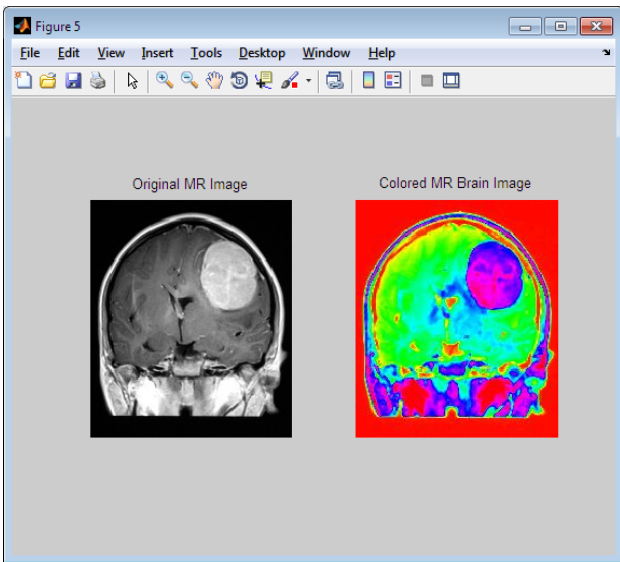 Figure 5
File Edit View Insert Tools Desktop Window Help
Original MR Image
Colored MR Brain Image